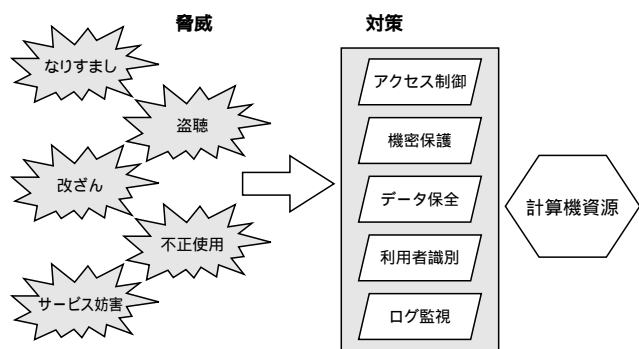 脅威
対策
なりすまし
盗聴
改ざん
不正使用
サービス妨害
アクセス制御
機密保護
データ保全
利用者識別
ログ監視
計算機資源